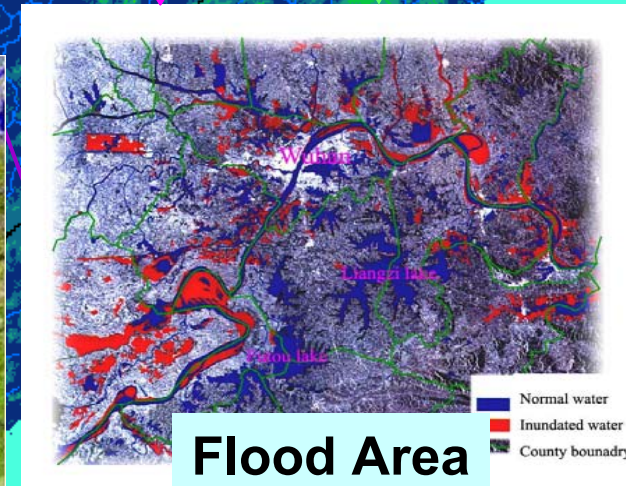 Wuhan
Liangzi lake
Futou lake
Normal water
Inundated water
County bounadry
Flood Area